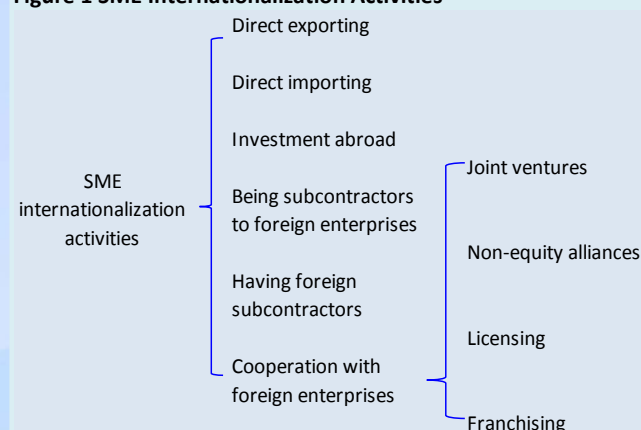 Figure 1 SME Internationalization Activities
Direct exporting
Direct importing
Investment abroad
SME
internationalization
activities
Being subcontractors
to foreign enterprises
Having foreign
subcontractors
Cooperation with
foreign enterprises
Joint ventures
Non-equity alliances
Licensing
Franchising